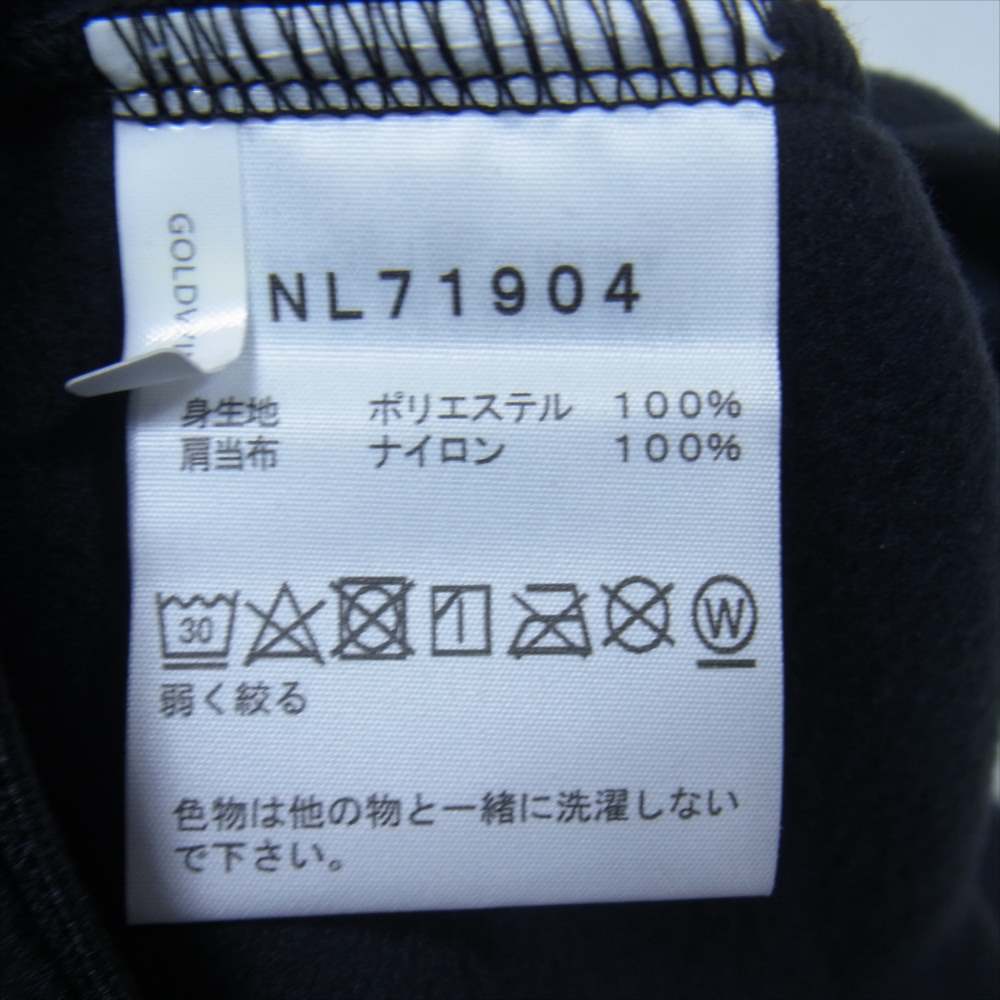 GOLDWI
NL71904
身生地 ポリエステル 100%
肩当布 ナイロン 100%
30 W
弱く絞る
色物は他の物と一緒に洗濯しない
で下さい。